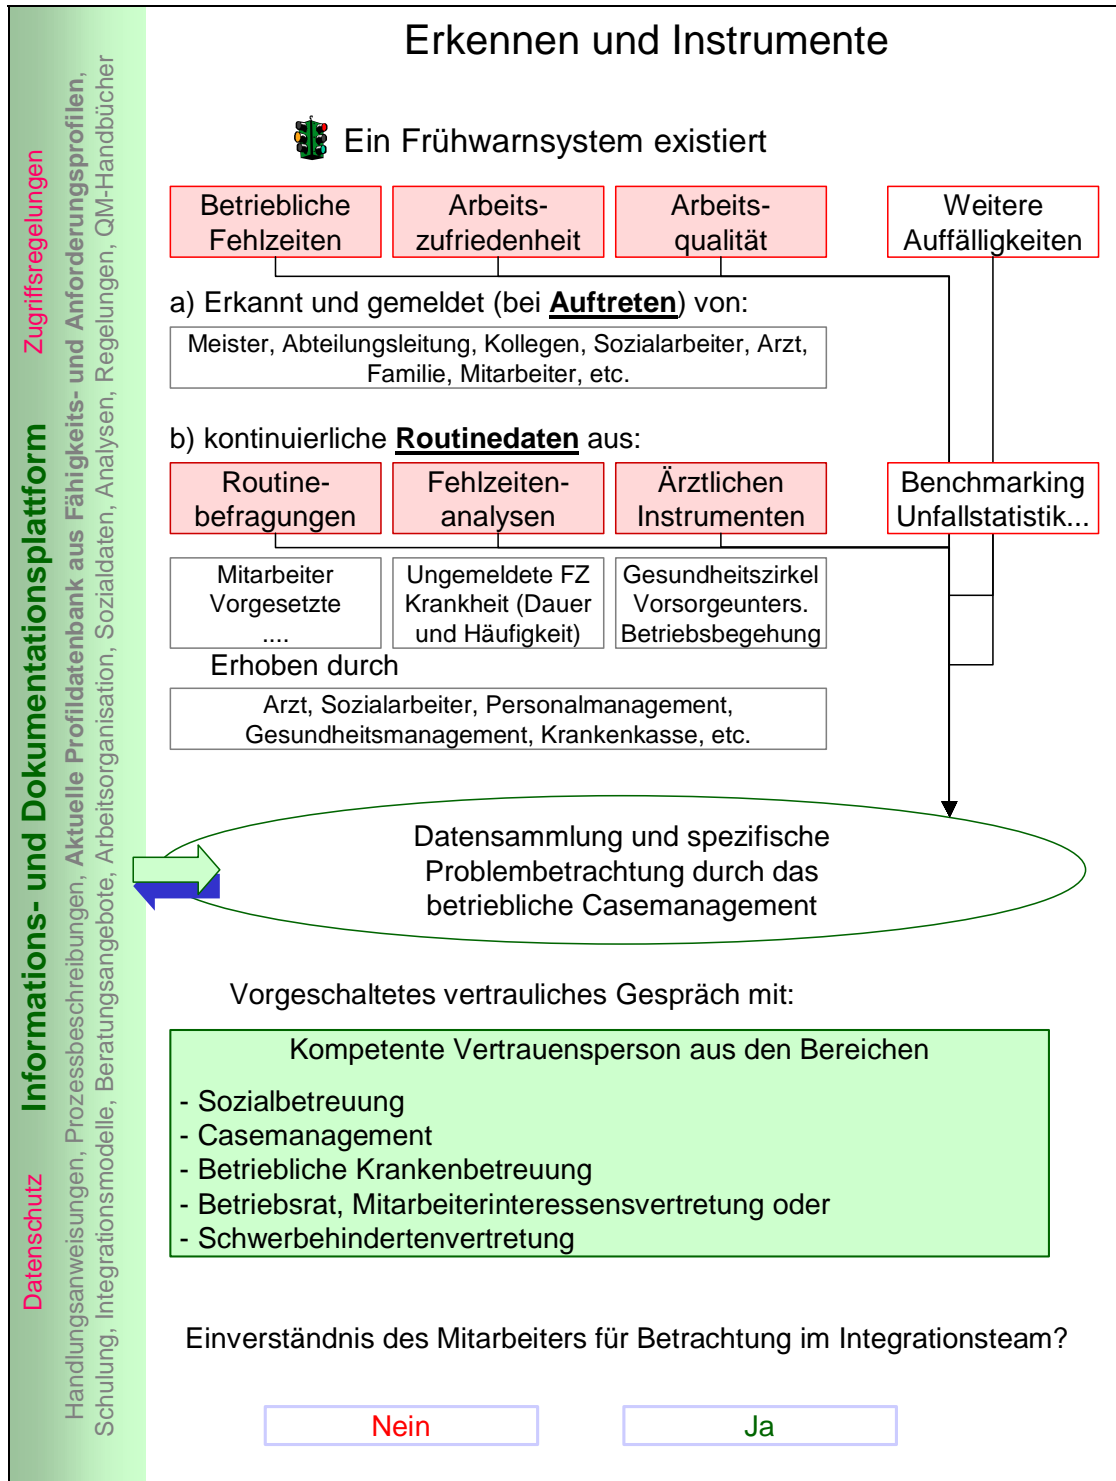 Erkennen und Instrumente
Ein Frühwarnsystem existiert
Betriebliche
Fehlzeiten
Arbeits-
zufriedenheit
Arbeits-
qualität
Weitere
Auffälligkeiten
a) Erkannt und gemeldet (bei Auftreten) von:
Meister, Abteilungsleitung, Kollegen, Sozialarbeiter, Arzt,
Familie, Mitarbeiter, etc.
b) kontinuierliche Routinedaten aus:
Routine-
befragungen
Fehlzeiten-
analysen
Ärztlichen
Instrumenten
Benchmarking
Unfallstatistik...
Mitarbeiter
Vorgesetzte
....
Ungemeldete FZ
Krankheit (Dauer
und Häufigkeit)
Gesundheitszirkel
Vorsorgeunters.
Betriebsbegehung
Erhoben durch
Arzt, Sozialarbeiter, Personalmanagement,
Gesundheitsmanagement, Krankenkasse, etc.
Datensammlung und spezifische
Problembetrachtung durch das
betriebliche Casemanagement
Vorgeschaltetes vertrauliches Gespräch mit:
Kompetente Vertrauensperson aus den Bereichen
- Sozialbetreuung
- Casemanagement
- Betriebliche Krankenbetreuung
- Betriebsrat, Mitarbeiterinteressensvertretung oder
- Schwerbehindertenvertretung
Einverständnis des Mitarbeiters für Betrachtung im Integrationsteam?
Nein
Ja
Datenschutz Informations- und Dokumentationsplattform Zugriffsregelungen
Handlungsanweisungen, Prozessbeschreibungen, Aktuelle Profildatenbank aus Fähigkeits- und Anforderungsprofilen,
Schulung, Integrationsmodelle, Beratungsangebote, Arbeitsorganisation, Sozialdaten, Analysen, Regelungen, QM-Handbücher